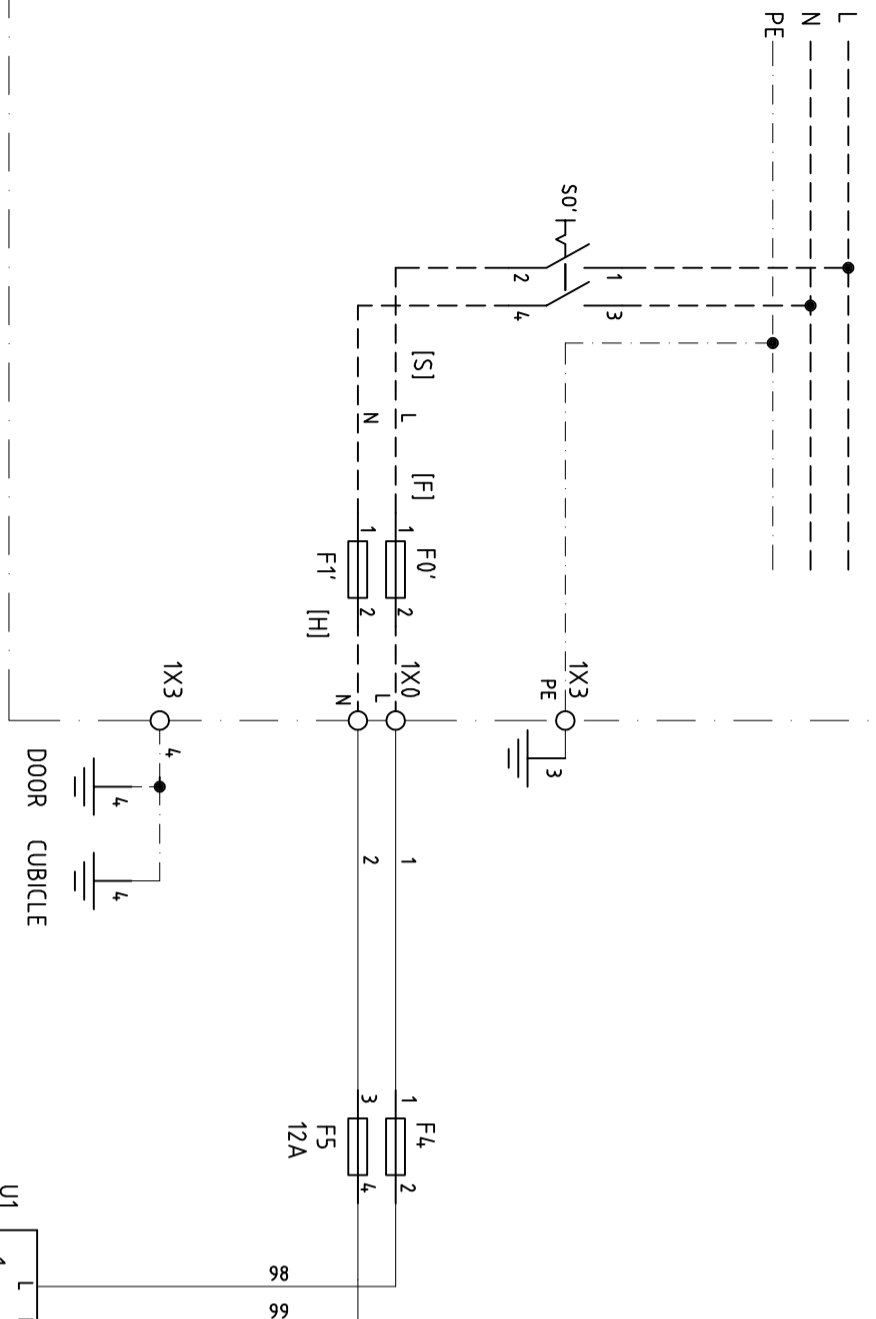 L
N
PE
S0'
1
2
3
4
[S]
L
N
[F]
1
F0'
2
1
F1'
2
[H]
1X3
PE
3
1X0
L
N
1X3
4
4
4
DOOR
CUBICLE
1
2
1
F4
2
3
F5
12A
4
98
99
U1
L